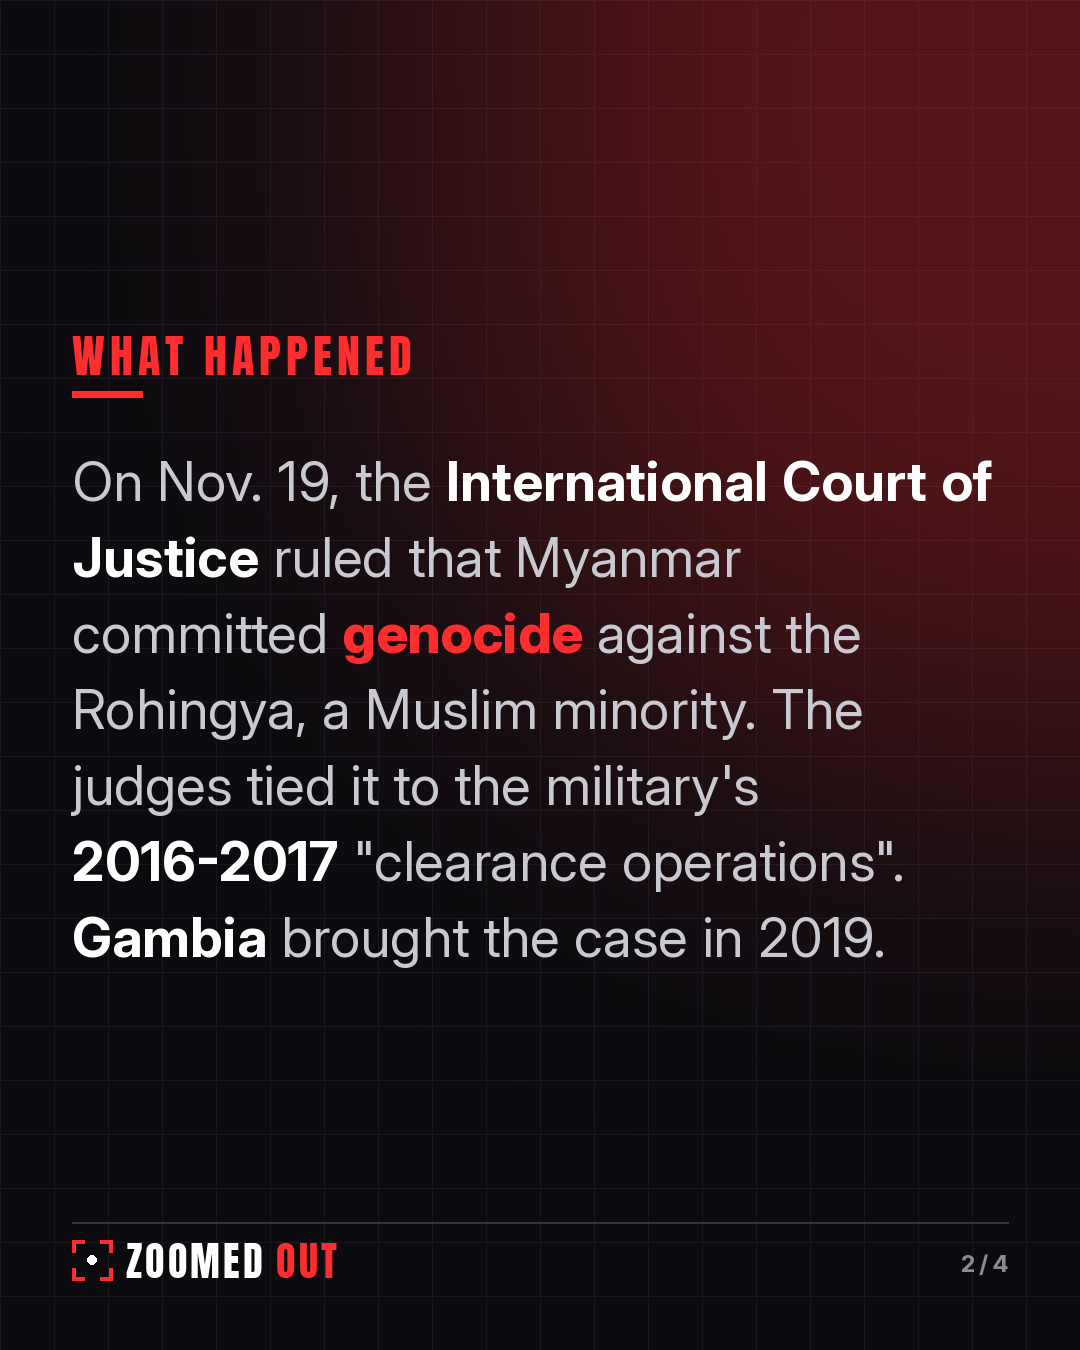 WHAT HAPPENED
On Nov. 19, the International Court of
Justice ruled that Myanmar
committed genocide against the
Rohingya, a Muslim minority. The
judges tied it to the military's
2016-2017 "clearance operations".
Gambia brought the case in 2019.
ZOOMED OUT
2/4